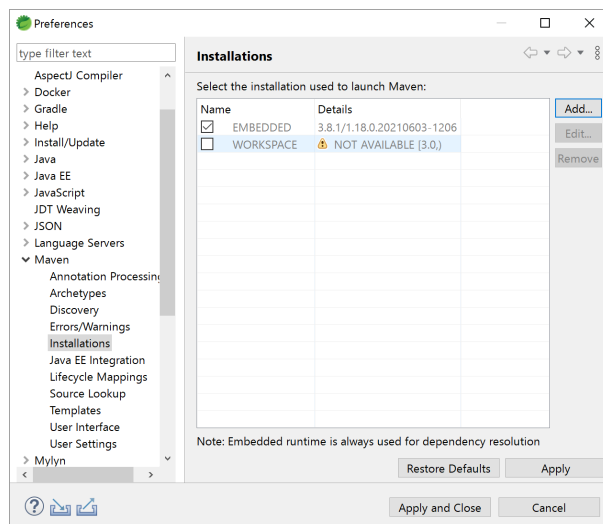 Preferences
type filter text
AspectJ Compiler
Docker
Gradle
Help
Install/Update
Java
Java EE
JavaScript
JDT Weaving
JSON
Language Servers
Maven
Annotation Processing
Archetypes
Discovery
Errors/Warnings
Installations
Java EE Integration
Lifecycle Mappings
Source Lookup
Templates
User Interface
User Settings
Mylyn
Installations
Select the installation used to launch Maven:
Name Details
EMBEDDED 3.8.1/1.18.0.20210603-1206
WORKSPACE NOT AVAILABLE [3.0,)
Add...
Edit...
Remove
Note: Embedded runtime is always used for dependency resolution
Restore Defaults Apply
Apply and Close Cancel